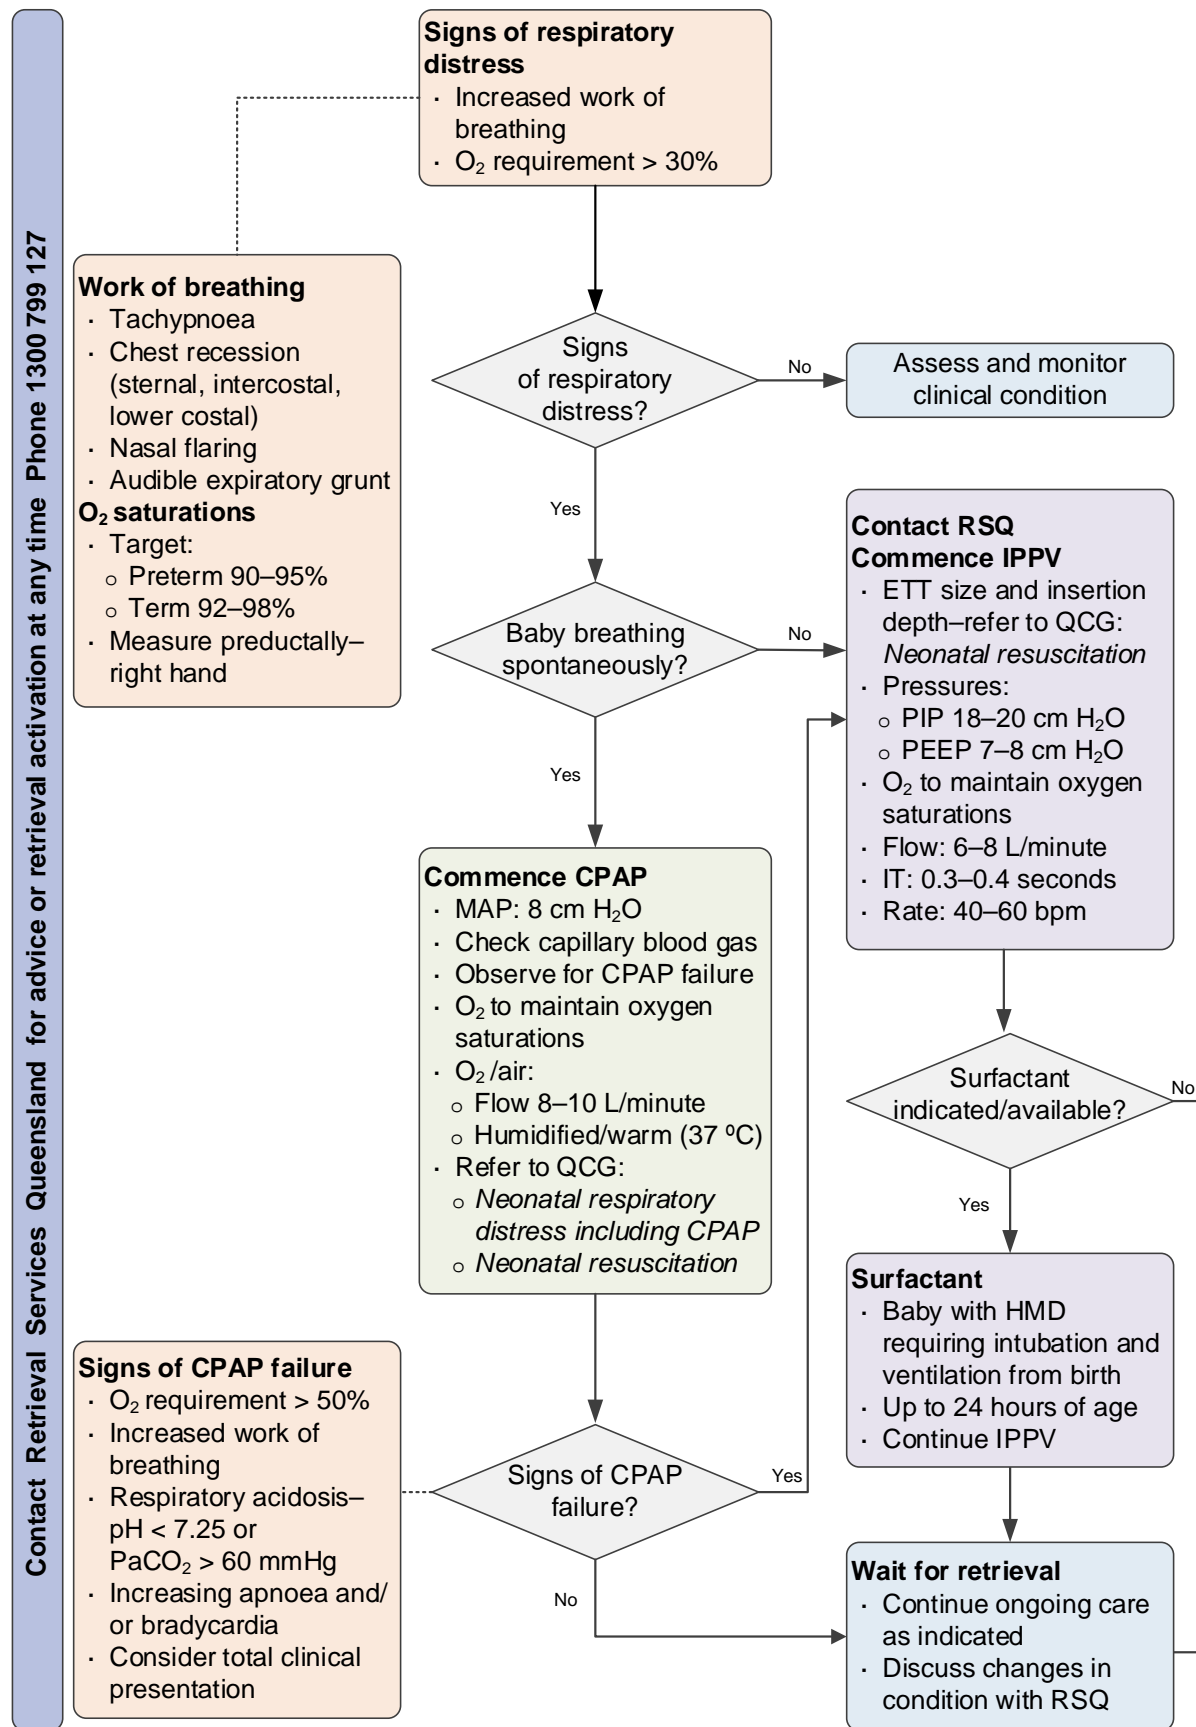 Contact Retrieval Services Queensland for advice or retrieval activation at any time Phone 1300 799 127
Signs of respiratory
distress
· Increased work of
breathing
· O₂ requirement > 30%
Work of breathing
· Tachypnoea
· Chest recession
(sternal, intercostal,
lower costal)
· Nasal flaring
· Audible expiratory grunt
O₂ saturations
· Target:
o Preterm 90–95%
o Term 92–98%
· Measure preductally–
right hand
Signs
of respiratory
distress?
No
Assess and monitor
clinical condition
Yes
Baby breathing
spontaneously?
No
Contact RSQ
Commence IPPV
· ETT size and insertion
depth–refer to QCG:
Neonatal resuscitation
· Pressures:
o PIP 18–20 cm H₂O
o PEEP 7–8 cm H₂O
· O₂ to maintain oxygen
saturations
· Flow: 6–8 L/minute
· IT: 0.3–0.4 seconds
· Rate: 40–60 bpm
Yes
Commence CPAP
· MAP: 8 cm H₂O
· Check capillary blood gas
· Observe for CPAP failure
· O₂ to maintain oxygen
saturations
· O₂ /air:
o Flow 8–10 L/minute
o Humidified/warm (37 ºC)
· Refer to QCG:
o Neonatal respiratory
distress including CPAP
o Neonatal resuscitation
Surfactant
indicated/available?
No
Yes
Surfactant
· Baby with HMD
requiring intubation and
ventilation from birth
· Up to 24 hours of age
· Continue IPPV
Signs of CPAP failure
· O₂ requirement > 50%
· Increased work of
breathing
· Respiratory acidosis–
pH < 7.25 or
PaCO₂ > 60 mmHg
· Increasing apnoea and/
or bradycardia
· Consider total clinical
presentation
Signs of CPAP
failure?
Yes
No
Wait for retrieval
· Continue ongoing care
as indicated
· Discuss changes in
condition with RSQ